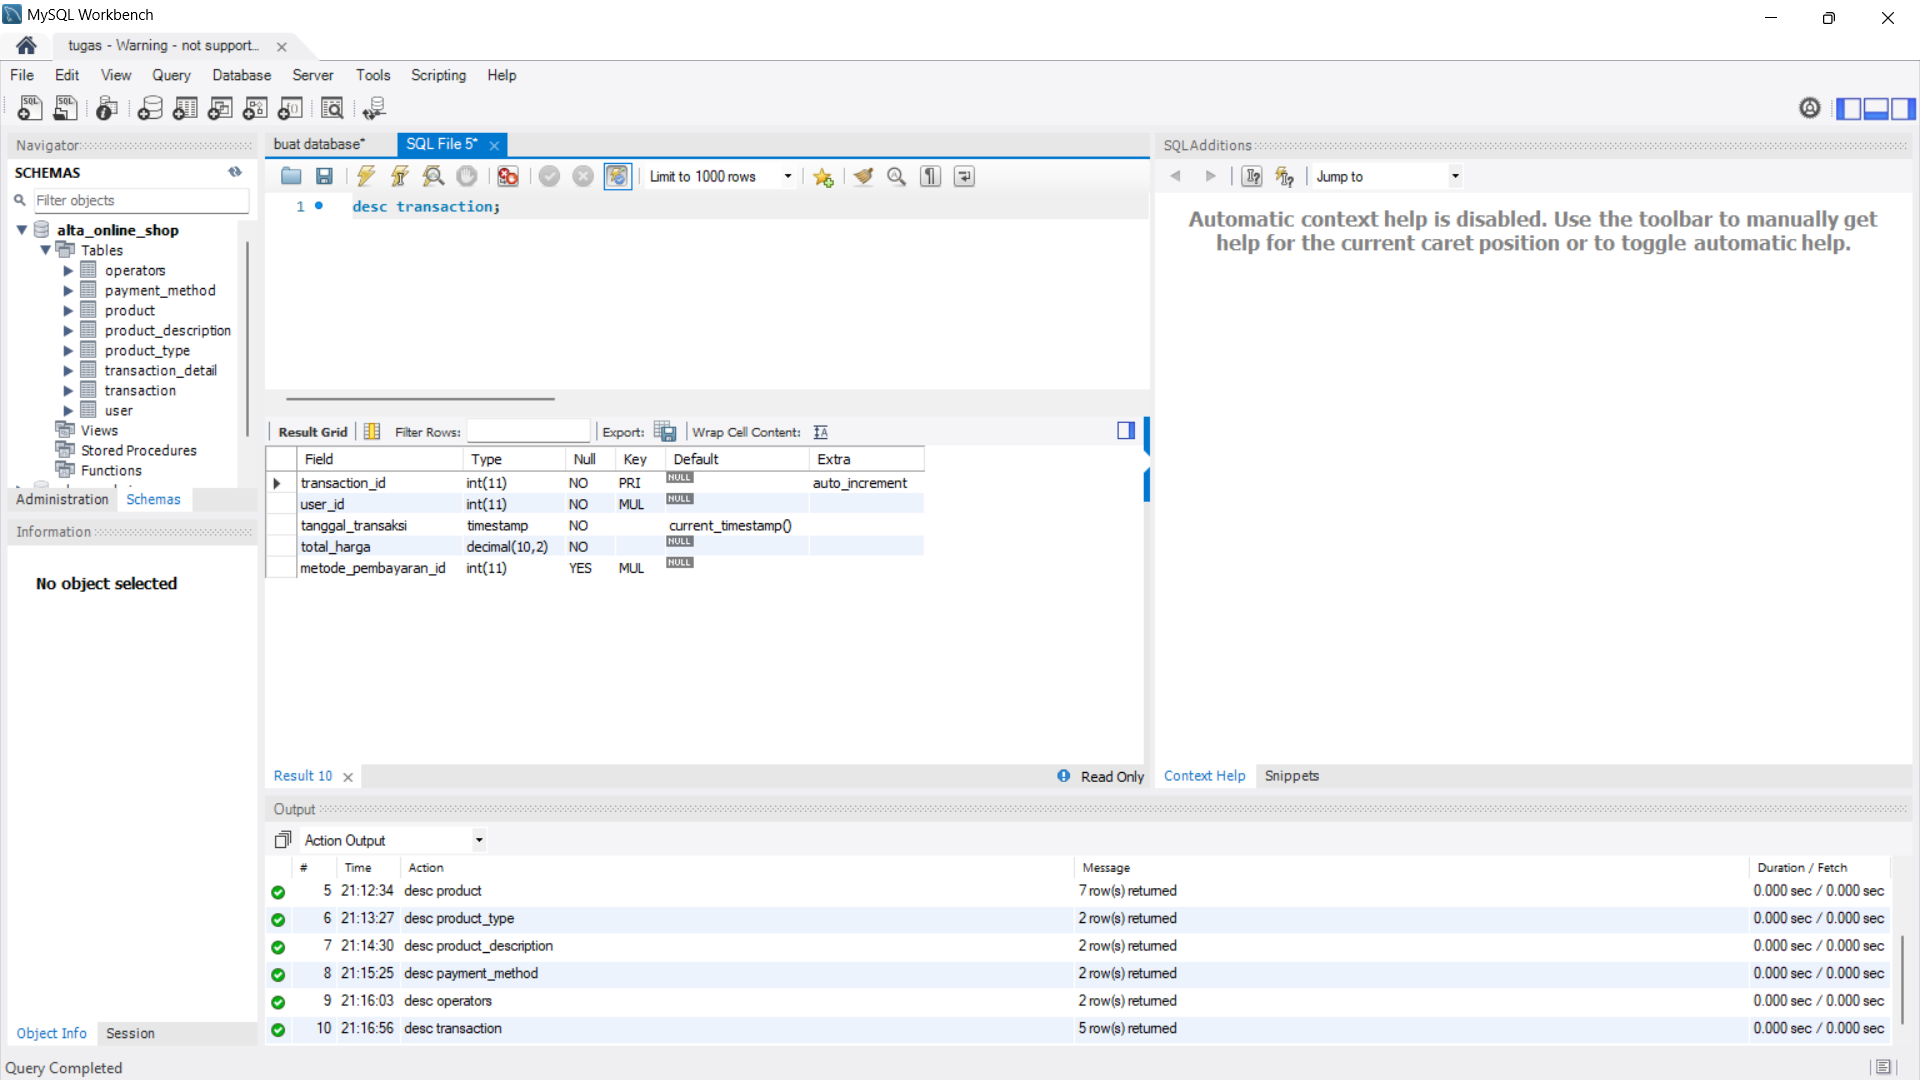 MySQL Workbench
tugas - Warning - not support...
File Edit View Query Database Server Tools Scripting Help
Navigator
SCHEMAS
Filter objects
alta_online_shop
Tables
operators
payment_method
product
product_description
product_type
transaction_detail
transaction
user
Views
Stored Procedures
Functions
Administration Schemas
Information
No object selected
Object Info Session
buat database* SQL File 5*
Limit to 1000 rows
1 desc transaction;
Result Grid Filter Rows: Export: Wrap Cell Content:
Field Type Null Key Default Extra
transaction_id int(11) NO PRI NULL auto_increment
user_id int(11) NO MUL NULL
tanggal_transaksi timestamp NO current_timestamp()
total_harga decimal(10,2) NO NULL
metode_pembayaran_id int(11) YES MUL NULL
Result 10 Read Only
SQLAdditions
Jump to
Automatic context help is disabled. Use the toolbar to manually get
help for the current caret position or to toggle automatic help.
Context Help Snippets
Output
Action Output
# Time Action Message Duration / Fetch
5 21:12:34 desc product 7 row(s) returned 0.000 sec / 0.000 sec
6 21:13:27 desc product_type 2 row(s) returned 0.000 sec / 0.000 sec
7 21:14:30 desc product_description 2 row(s) returned 0.000 sec / 0.000 sec
8 21:15:25 desc payment_method 2 row(s) returned 0.000 sec / 0.000 sec
9 21:16:03 desc operators 2 row(s) returned 0.000 sec / 0.000 sec
10 21:16:56 desc transaction 5 row(s) returned 0.000 sec / 0.000 sec
Query Completed